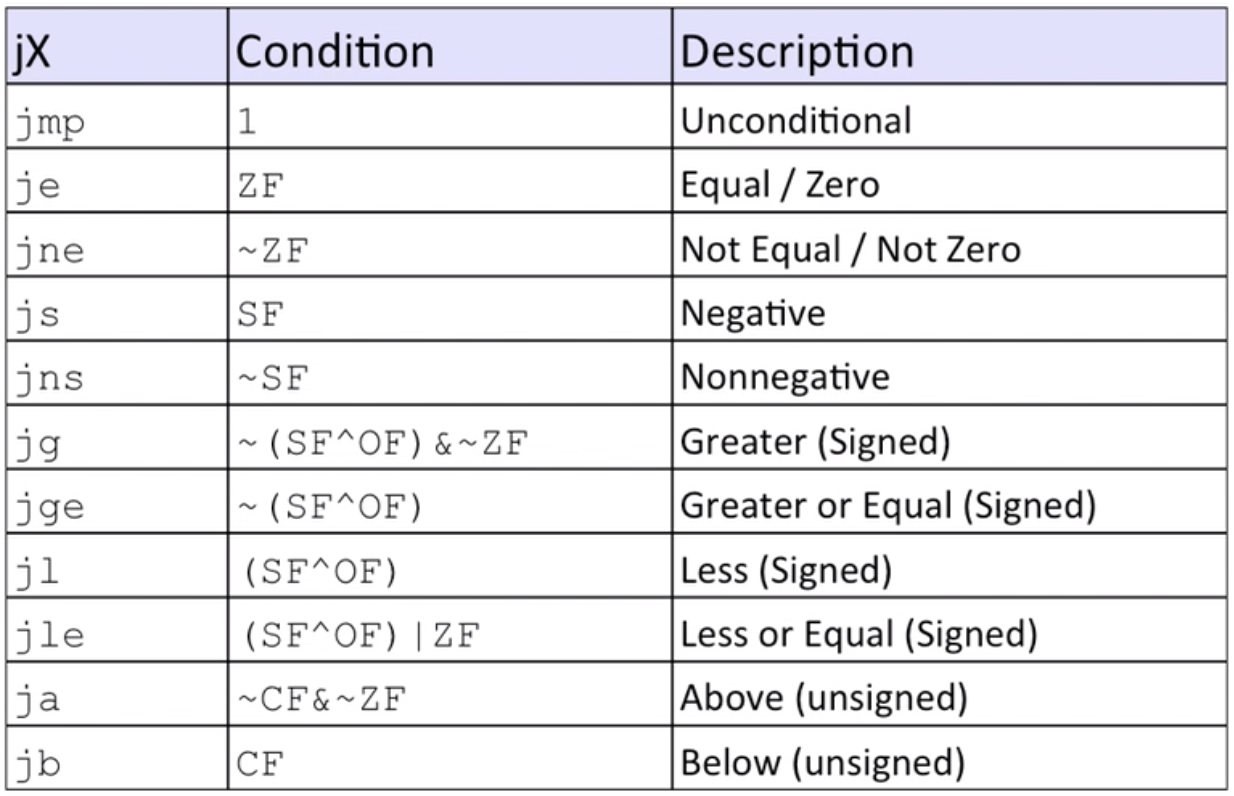 jX Condition Description
jmp 1 Unconditional
je ZF Equal / Zero
jne ~ZF Not Equal / Not Zero
js SF Negative
jns ~SF Nonnegative
jg ~(SF^OF)&~ZF Greater (Signed)
jge ~(SF^OF) Greater or Equal (Signed)
jl (SF^OF) Less (Signed)
jle (SF^OF)|ZF Less or Equal (Signed)
ja ~CF&~ZF Above (unsigned)
jb CF Below (unsigned)